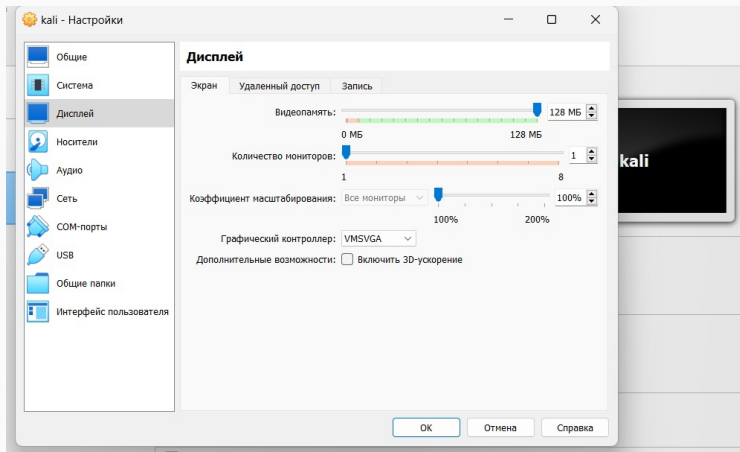 kali - Настройки
Общие
Система
Дисплей
Носители
Аудио
Сеть
COM-порты
USB
Общие папки
Интерфейс пользователя
Дисплей
Экран Удаленный доступ Запись
Видеопамять: 128 МБ
0 МБ 128 МБ
Количество мониторов: 1
1 8
Коэффициент масштабирования: Все мониторы 100%
100% 200%
Графический контроллер: VMSVGA
Дополнительные возможности: Включить 3D-ускорение
OK Отмена Справка
kali